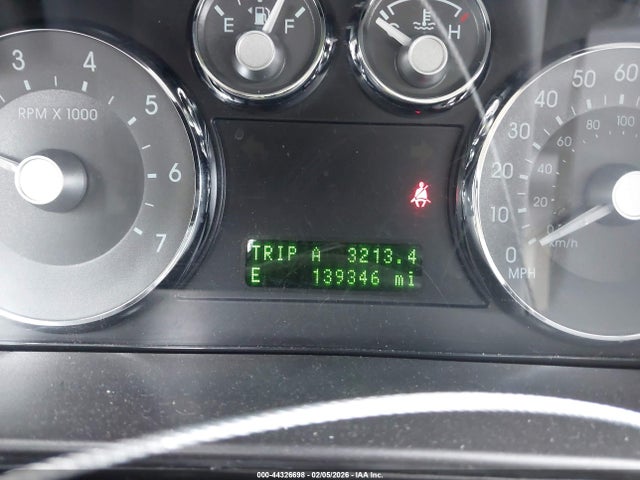 E F
H
3 4 5 6 7
RPM X 1000
0 10 20 30 40 50 60
80 100
km/h
MPH
TRIP A 3213.4
E 139346 mi
000-44326698 - 02/05/2026 - IAA Inc.